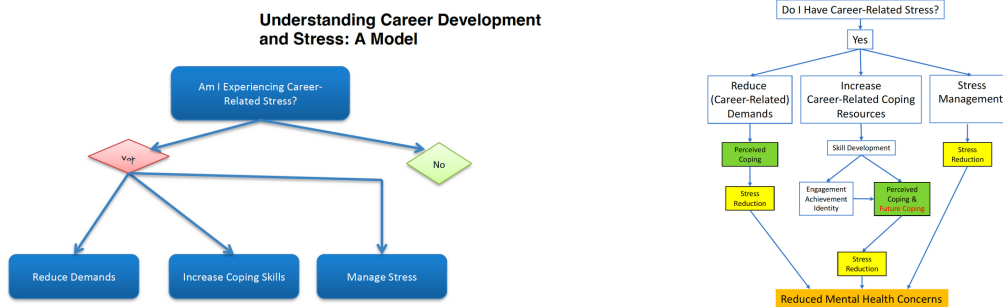 Understanding Career Development
and Stress: A Model
Am I Experiencing Career-
Related Stress?
No
Reduce Demands
Increase Coping Skills
Manage Stress
Do I Have Career-Related Stress?
Yes
Reduce
(Career-Related)
Demands
Increase
Career-Related Coping
Resources
Stress
Management
Perceived
Coping
Skill Development
Stress
Reduction
Stress
Reduction
Engagement
Achievement
Identity
Perceived
Coping &
Future Coping
Stress
Reduction
Reduced Mental Health Concerns